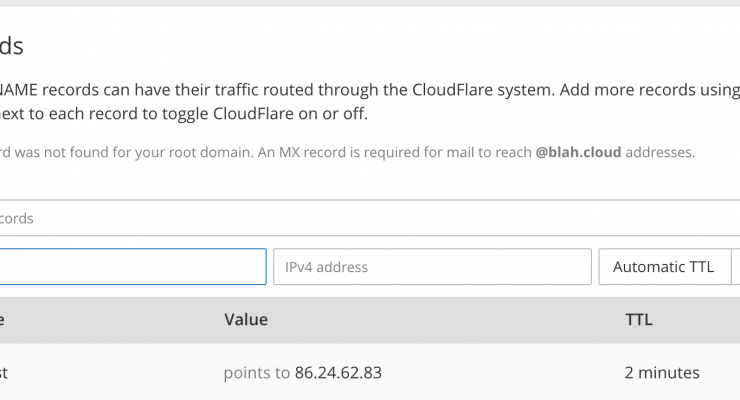 ds
NAME records can have their traffic routed through the CloudFlare system. Add more records using
ext to each record to toggle CloudFlare on or off.
rd was not found for your root domain. An MX record is required for mail to reach @blah.cloud addresses.
cords
IPv4 address Automatic TTL
e Value TTL
st points to 86.24.62.83 2 minutes